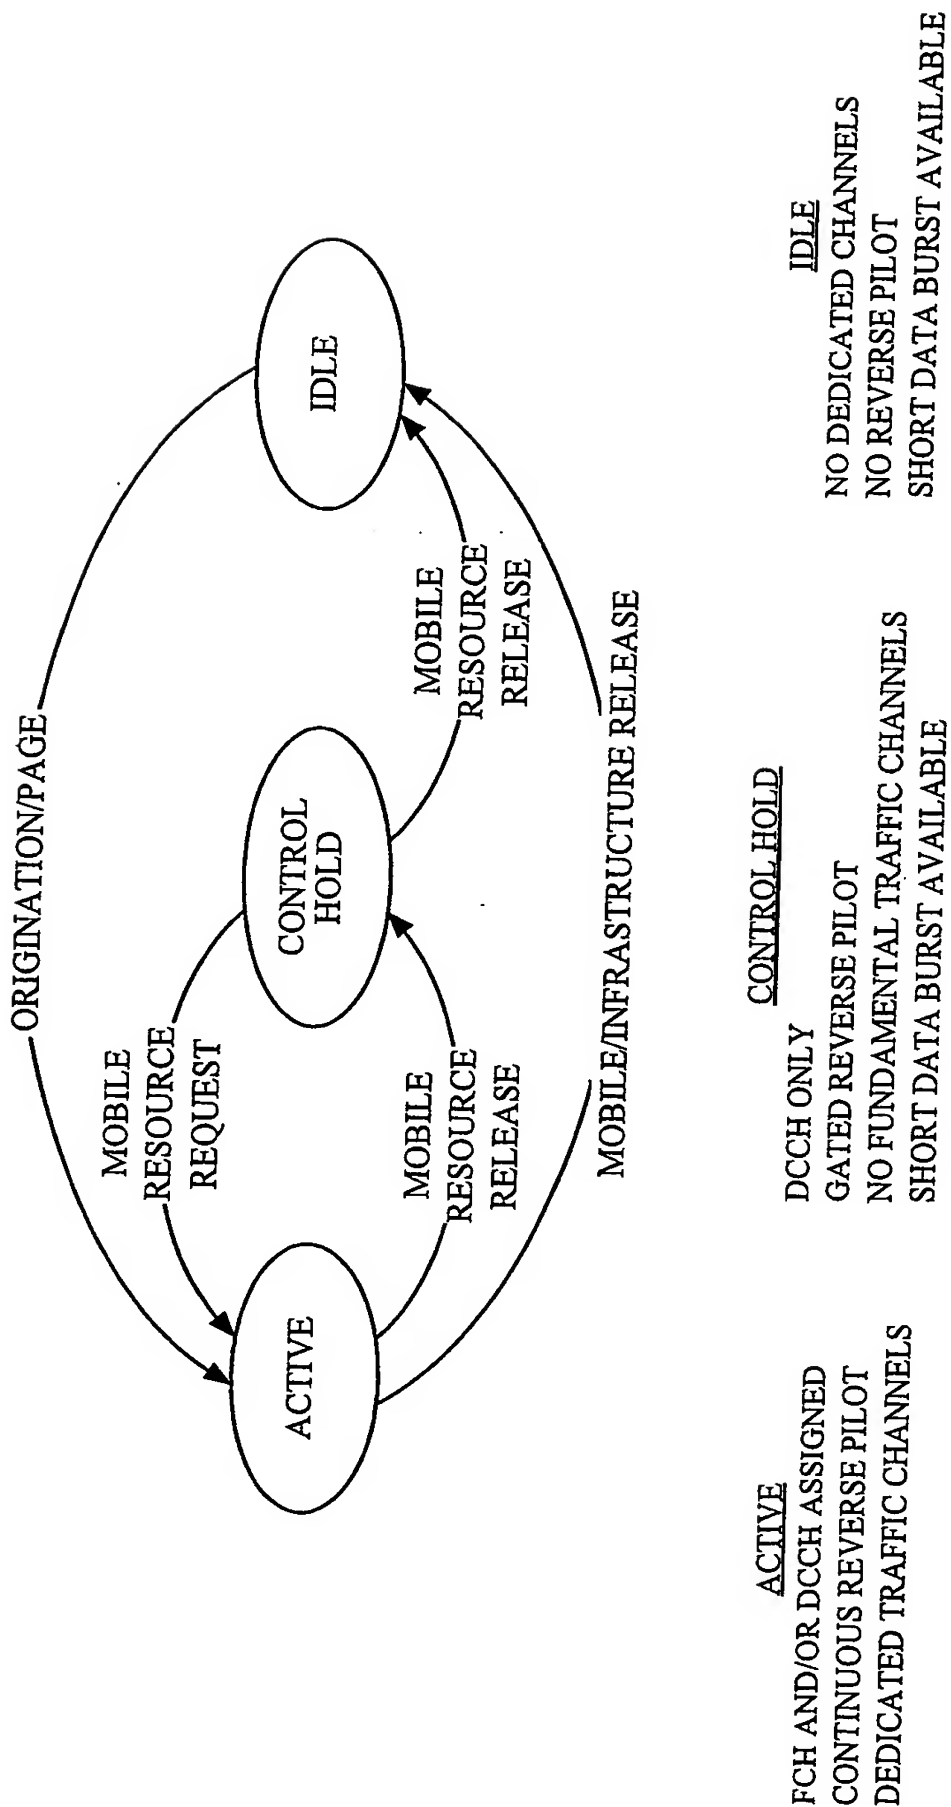 ORIGINATION/PAGE
MOBILE
RESOURCE
REQUEST
ACTIVE
CONTROL
HOLD
IDLE
MOBILE
RESOURCE
RELEASE
MOBILE
RESOURCE
RELEASE
MOBILE/INFRASTRUCTURE RELEASE
ACTIVE
FCH AND/OR DCCH ASSIGNED
CONTINUOUS REVERSE PILOT
DEDICATED TRAFFIC CHANNELS
CONTROL HOLD
DCCH ONLY
GATED REVERSE PILOT
NO FUNDAMENTAL TRAFFIC CHANNELS
SHORT DATA BURST AVAILABLE
IDLE
NO DEDICATED CHANNELS
NO REVERSE PILOT
SHORT DATA BURST AVAILABLE